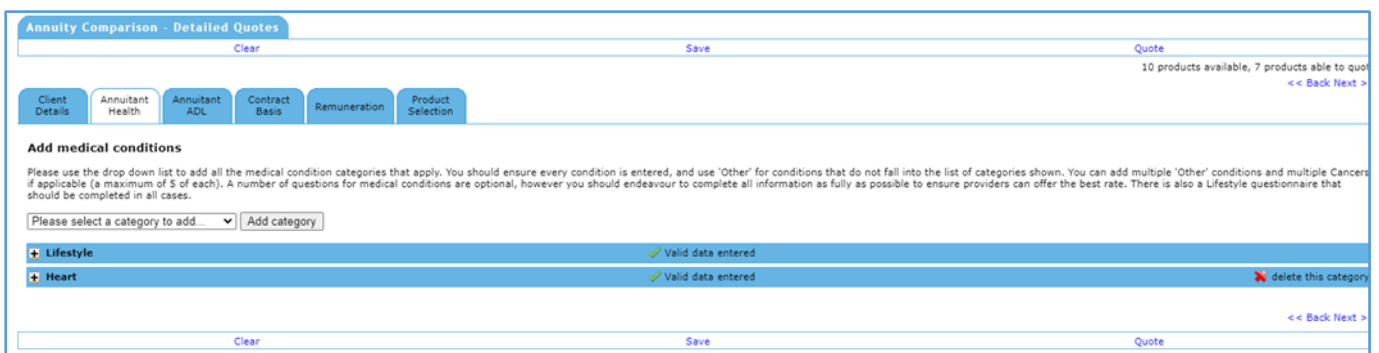 Annuity Comparison - Detailed Quotes
Clear Save Quote
10 products available, 7 products able to quot
<< Back Next >
Client Details Annuitant Health Annuitant ADL Contract Basis Remuneration Product Selection
Add medical conditions
Please use the drop down list to add all the medical condition categories that apply. You should ensure every condition is entered, and use 'Other' for conditions that do not fall into the list of categories shown. You can add multiple 'Other' conditions and multiple Cancers
if applicable (a maximum of 5 of each). A number of questions for medical conditions are optional, however you should endeavour to complete all information as fully as possible to ensure providers can offer the best rate. There is also a Lifestyle questionnaire that
should be completed in all cases.
Please select a category to add... Add category
Lifestyle Valid data entered
Heart Valid data entered delete this category
<< Back Next >
Clear Save Quote